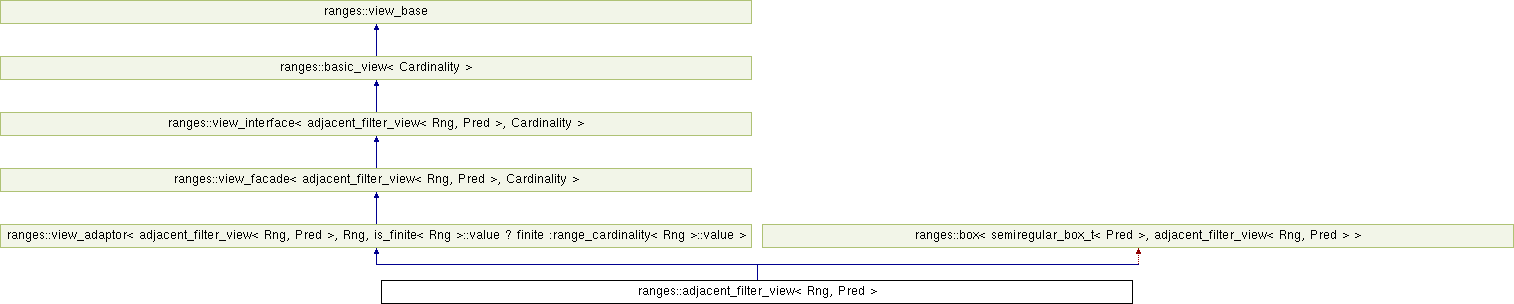 ranges::view_base
ranges::basic_view< Cardinality >
ranges::view_interface< adjacent_filter_view< Rng, Pred >, Cardinality >
ranges::view_facade< adjacent_filter_view< Rng, Pred >, Cardinality >
ranges::view_adaptor< adjacent_filter_view< Rng, Pred >, Rng, is_finite< Rng >::value ? finite :range_cardinality< Rng >::value >
ranges::box< semiregular_box_t< Pred >, adjacent_filter_view< Rng, Pred > >
ranges::adjacent_filter_view< Rng, Pred >